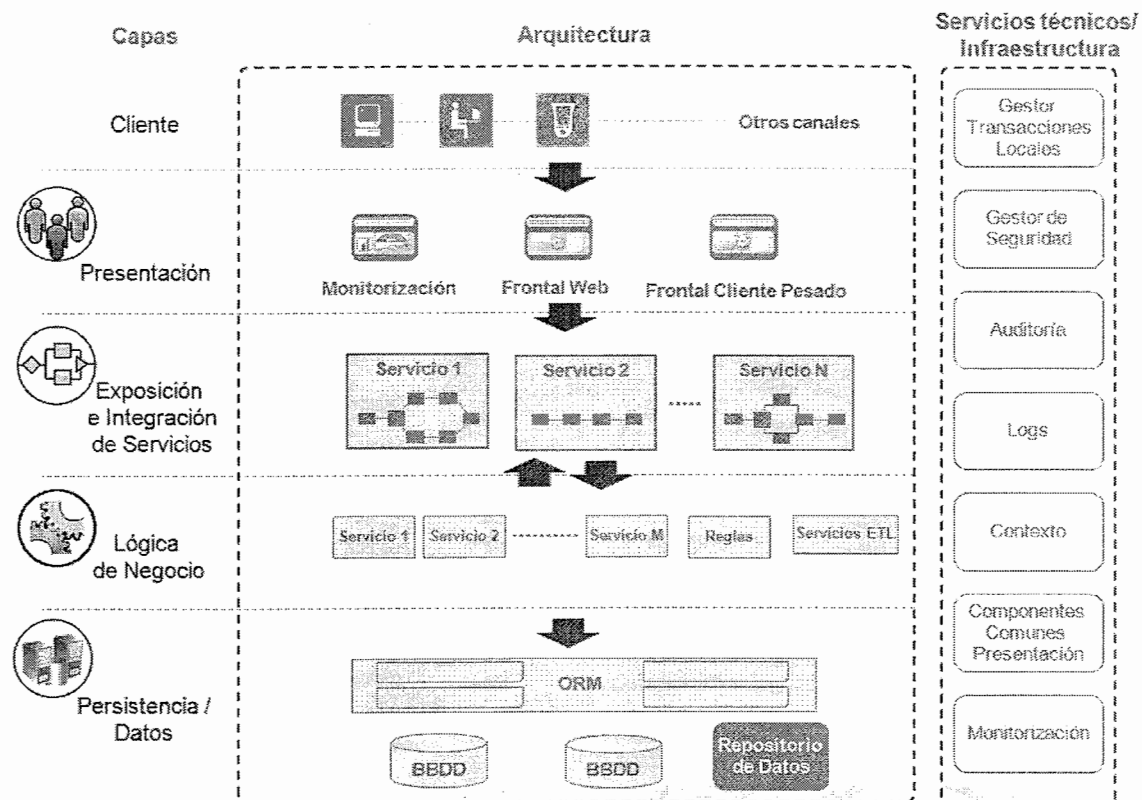 Capas
Arquitectura
Servicios técnicos/
Infraestructura
Cliente
Otros canales
Presentación
Monitorización
Frontal Web
Frontal Cliente Pesado
Exposición
e Integración
de Servicios
Servicio 1
Servicio 2
Servicio N
Lógica
de Negocio
Servicio 1
Servicio 2
Servicio M
Reglas
Servicios ETL
Persistencia /
Datos
ORM
BBDD
BBDD
Repositorio
de Datos
Gestor
Transacciones
Locales
Gestor de
Seguridad
Auditoría
Logs
Contexto
Componentes
Comunes
Presentación
Monitorización